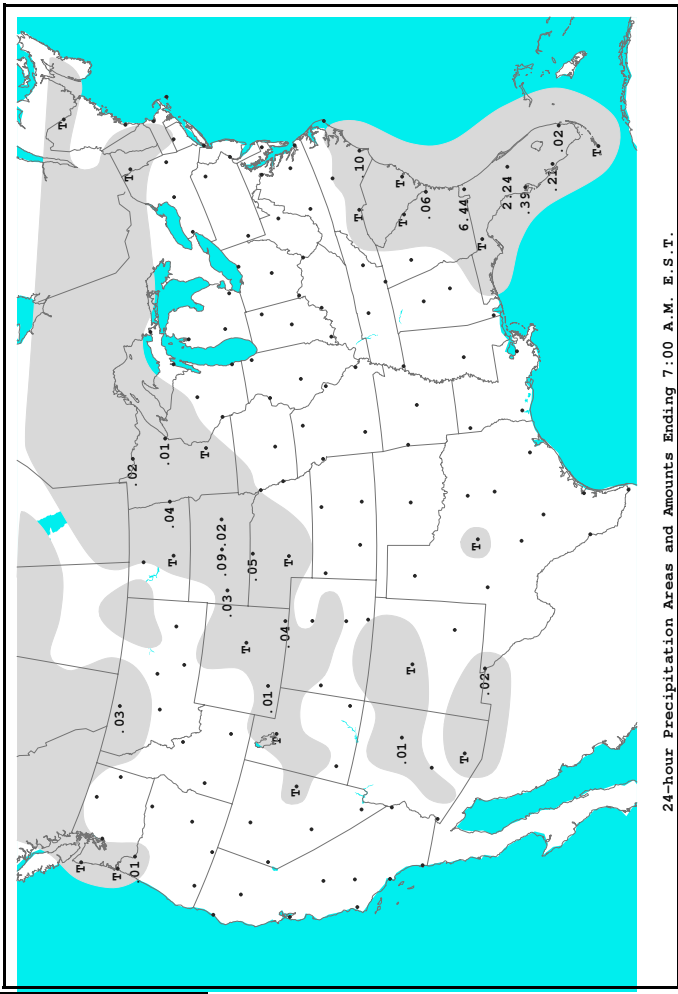 T
T
T
.03
T
.02
.01
.01
.04
T
T
.09
.02
.03
T
.05
.01
T
.04
T
T
T
.10
.01
T
T
T
.06
T
6.44
T
T
.02
2.24
.39
.21
.02
T
24-hour Precipitation Areas and Amounts Ending 7:00 A.M. E.S.T.